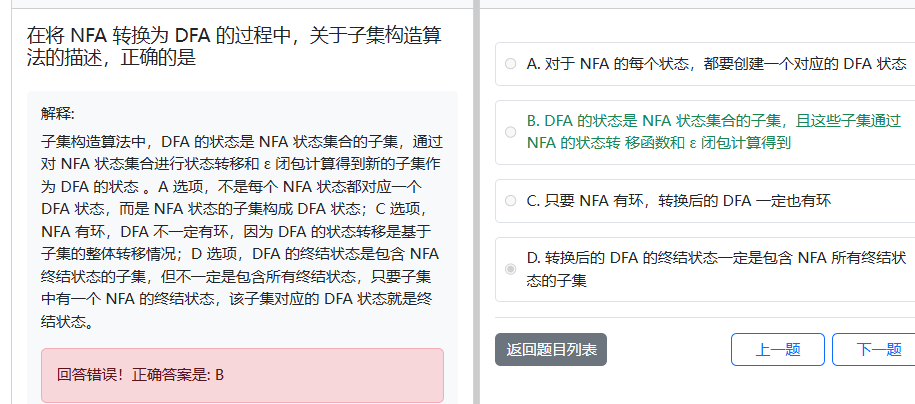 在将 NFA 转换为 DFA 的过程中，关于子集构造算
法的描述，正确的是
解释:
子集构造算法中，DFA 的状态是 NFA 状态集合的子集，通过
对 NFA 状态集合进行状态转移和 ε 闭包计算得到新的子集作
为 DFA 的状态 。A 选项，不是每个 NFA 状态都对应一个
DFA 状态，而是 NFA 状态的子集构成 DFA 状态；C 选项，
NFA 有环，DFA 不一定有环，因为 DFA 的状态转移是基于
子集的整体转移情况；D 选项，DFA 的终结状态是包含 NFA
终结状态的子集，但不一定是包含所有终结状态，只要子集
中有一个 NFA 的终结状态，该子集对应的 DFA 状态就是终
结状态。
回答错误！正确答案是: B
A. 对于 NFA 的每个状态，都要创建一个对应的 DFA 状态
B. DFA 的状态是 NFA 状态集合的子集，且这些子集通过
NFA 的状态转 移函数和 ε 闭包计算得到
C. 只要 NFA 有环，转换后的 DFA 一定也有环
D. 转换后的 DFA 的终结状态一定是包含 NFA 所有终结状
态的子集
返回题目列表
上一题
下一题